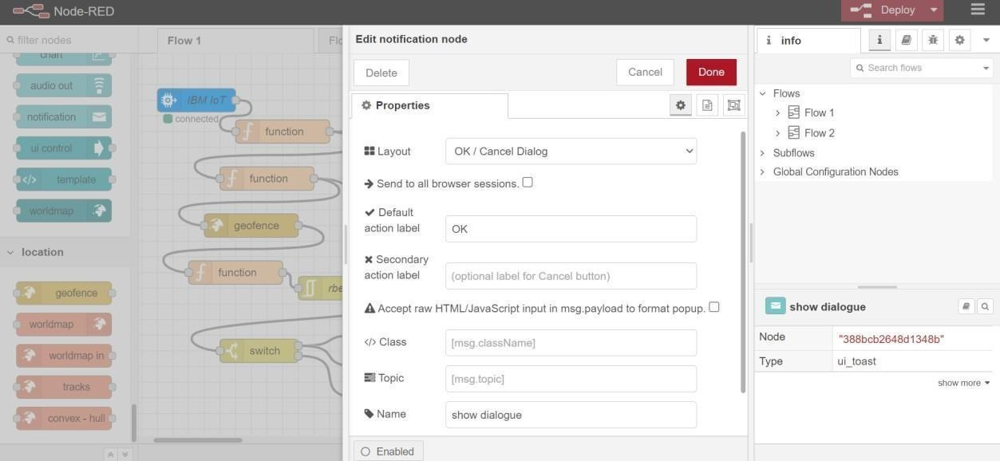 Node-RED
Deploy
filter nodes
chart
audio out
notification
ui control
template
worldmap
location
geofence
worldmap
worldmap in
tracks
convex - hull
Flow 1
IBM IoT
connected
function
function
geofence
function
rbe
switch
Edit notification node
Delete
Cancel
Done
Properties
Layout
OK / Cancel Dialog
Send to all browser sessions.
Default
action label
OK
Secondary
action label
(optional label for Cancel button)
Accept raw HTML/JavaScript input in msg.payload to format popup.
</> Class
[msg.className]
Topic
[msg.topic]
Name
show dialogue
Enabled
i info
i
Search flows
Flows
Flow 1
Flow 2
Subflows
Global Configuration Nodes
show dialogue
Node
"388bcb2648d1348b"
Type
ui_toast
show more